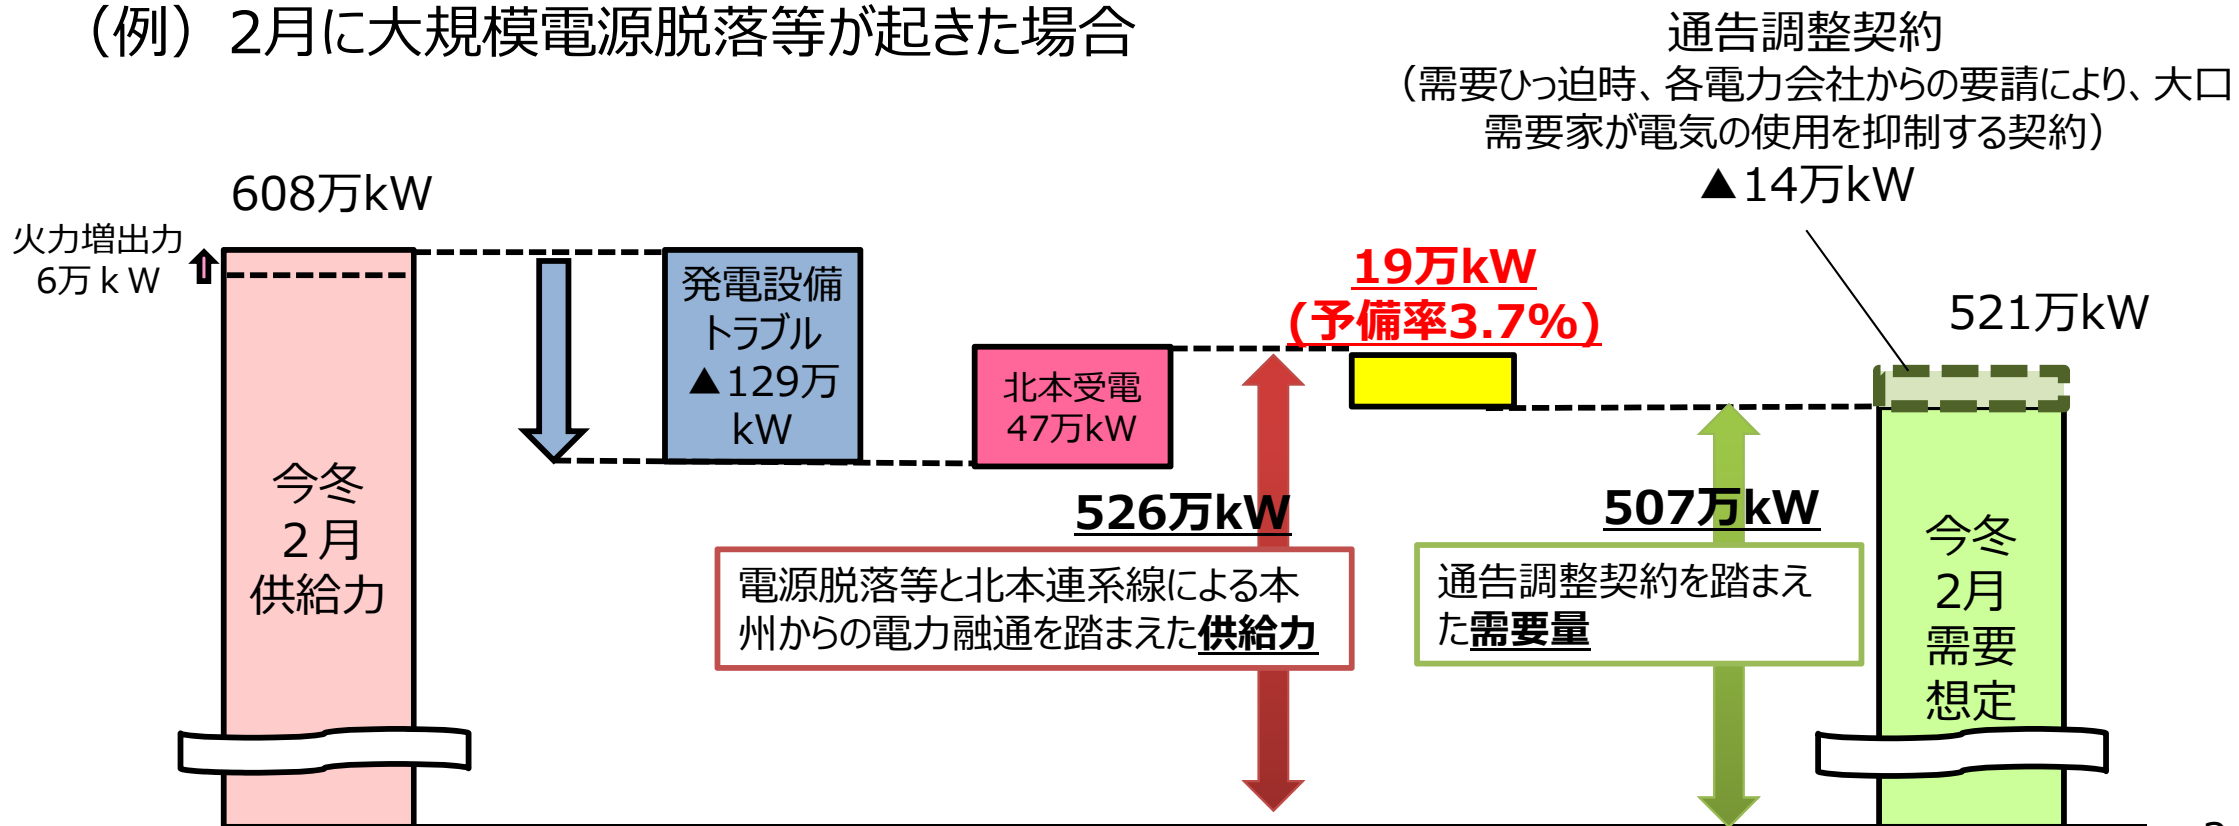 （例）2月に大規模電源脱落等が起きた場合
通告調整契約
（需要ひっ迫時、各電力会社からの要請により、大口
需要家が電気の使用を抑制する契約）
▲14万kW
608万kW
火力増出力
6万ｋW
発電設備
トラブル
▲129万
kW
北本受電
47万kW
19万kW
(予備率3.7%)
521万kW
今冬
２月
供給力
526万kW
電源脱落等と北本連系線による本
州からの電力融通を踏まえた供給力
507万kW
通告調整契約を踏まえ
た需要量
今冬
2月
需要
想定